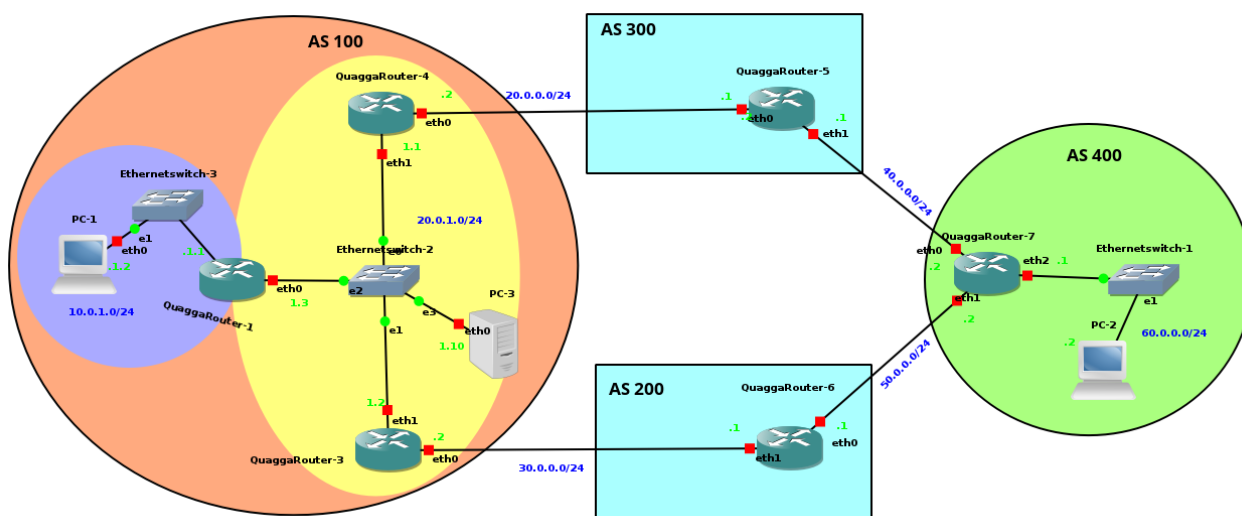 AS 100
QuaggaRouter-4
.2
eth0
1.1
eth1
20.0.0.0/24
AS 300
QuaggaRouter-5
.1
eth0
.1
eth1
40.0.0.0/24
AS 400
QuaggaRouter-7
eth0
.2
eth2
.1
eth1
.2
Ethernetswitch-1
e1
PC-2
.2
60.0.0.0/24
Ethernetswitch-3
PC-1
e1
eth0
.1.2
.1.1
10.0.1.0/24
QuaggaRouter-1
eth0
1.3
20.0.1.0/24
Ethernetswitch-2
e2
e1
e3
PC-3
eth0
1.10
1.2
eth1
.2
QuaggaRouter-3
eth0
30.0.0.0/24
AS 200
QuaggaRouter-6
.1
eth1
.1
eth0
50.0.0.0/24